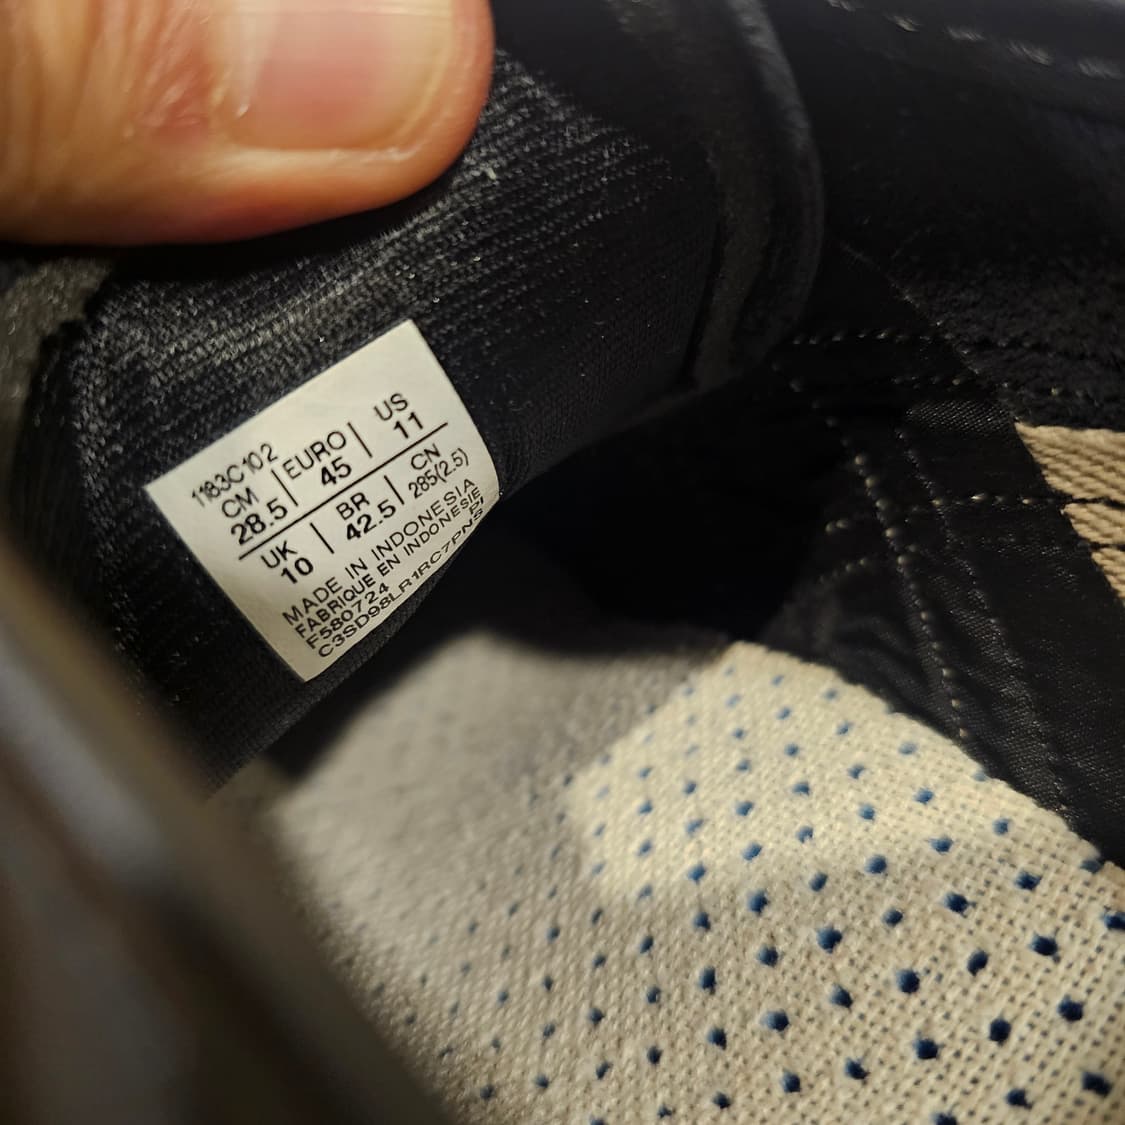 1183C102
CM | EURO | US
28.5 | 45 | 11
UK | BR | CN
10 | 42.5 | 285(2.5)
MADE IN INDONESIA
FABRIQUE EN INDONESIE
F580724 PI
C3SD98LR1RC7PNS